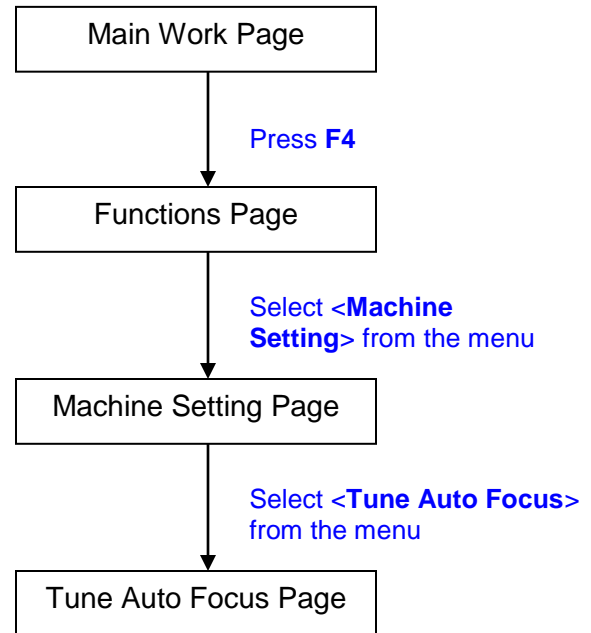 Main Work Page
Press F4
Functions Page
Select <Machine
Setting> from the menu
Machine Setting Page
Select <Tune Auto Focus>
from the menu
Tune Auto Focus Page